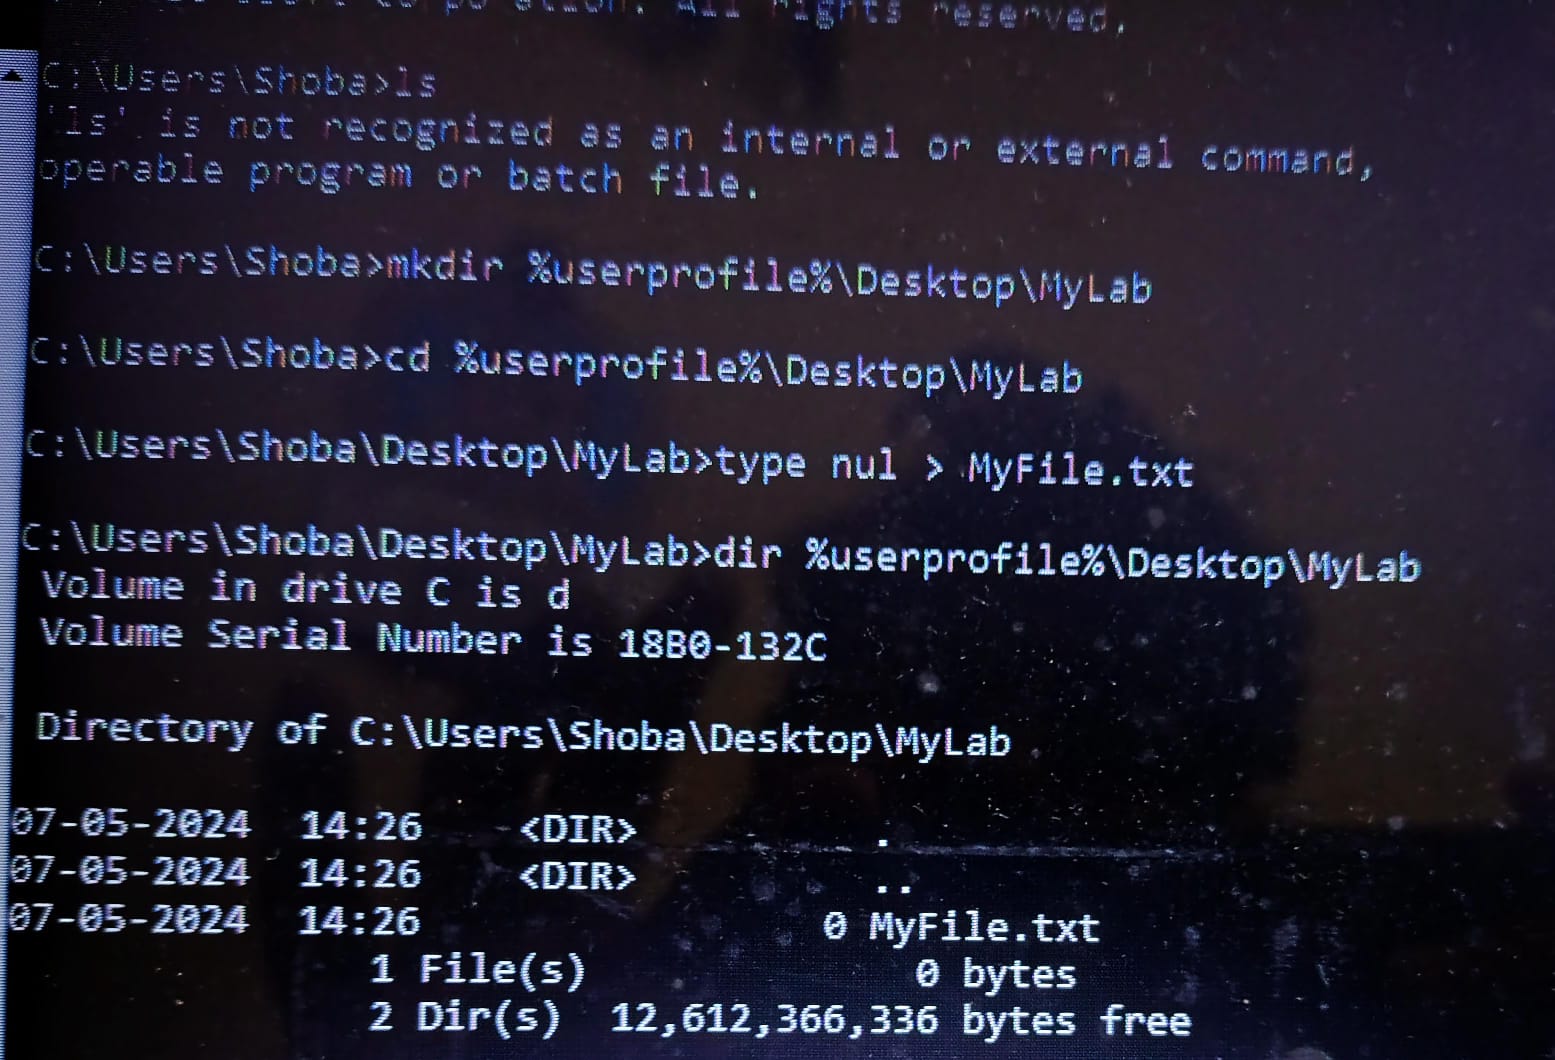 All rights reserved.
C:\Users\Shoba>ls
'ls' is not recognized as an internal or external command,
operable program or batch file.
C:\Users\Shoba>mkdir %userprofile%\Desktop\MyLab
C:\Users\Shoba>cd %userprofile%\Desktop\MyLab
C:\Users\Shoba\Desktop\MyLab>type nul > MyFile.txt
C:\Users\Shoba\Desktop\MyLab>dir %userprofile%\Desktop\MyLab
Volume in drive C is d
Volume Serial Number is 18B0-132C
Directory of C:\Users\Shoba\Desktop\MyLab
07-05-2024 14:26 <DIR> .
07-05-2024 14:26 <DIR> ..
07-05-2024 14:26 0 MyFile.txt
1 File(s) 0 bytes
2 Dir(s) 12,612,366,336 bytes free